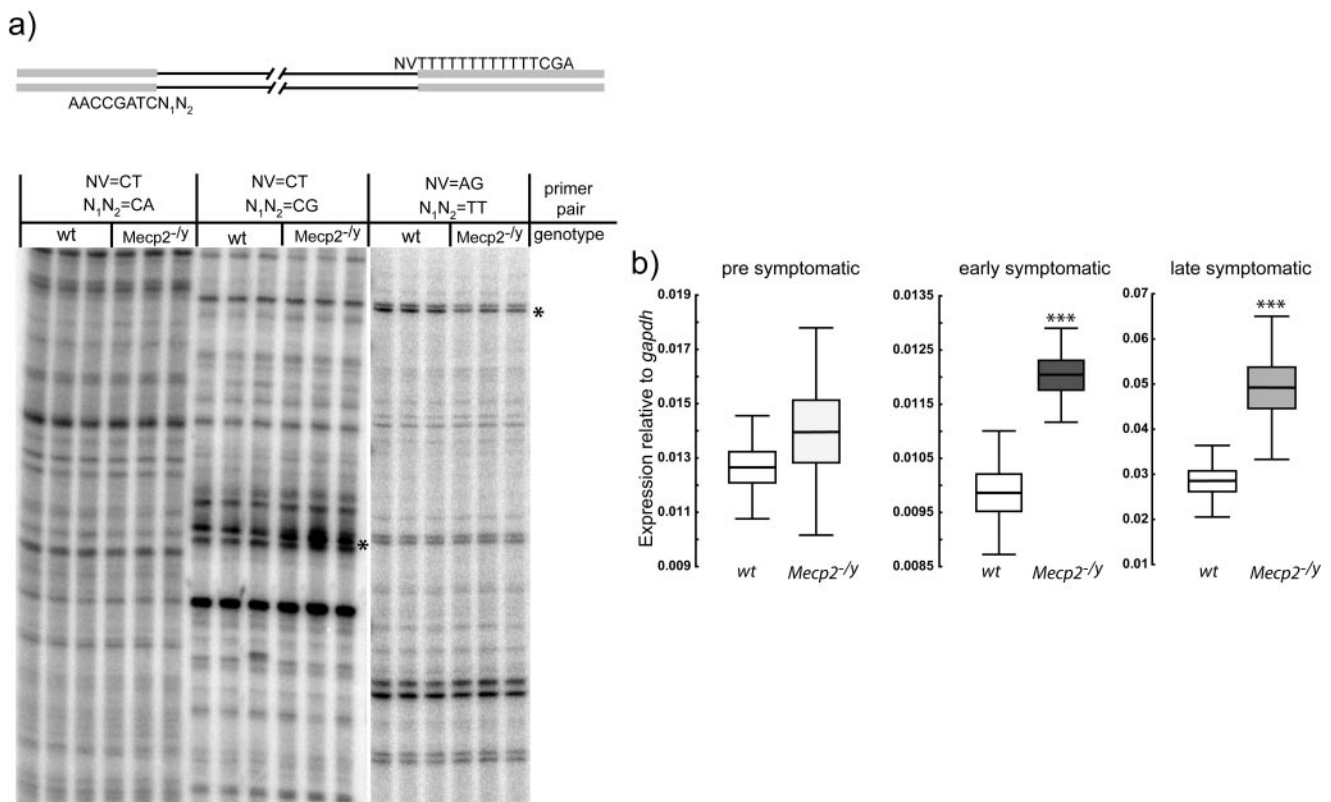 a)
NVTTTTTTTTTTTTCGA
AACCGATCN₁N₂
NV=CT NV=CT NV=AG primer
N₁N₂=CA N₁N₂=CG N₁N₂=TT pair
wt Mecp2⁻/ʸ wt Mecp2⁻/ʸ wt Mecp2⁻/ʸ genotype
*
*
b)
pre symptomatic early symptomatic late symptomatic
Expression relative to gapdh
0.019
0.017
0.015
0.013
0.011
0.009
wt Mecp2⁻/ʸ
0.0135
0.0125
0.0115
0.0105
0.0095
0.0085
***
wt Mecp2⁻/ʸ
0.07
0.06
0.05
0.04
0.03
0.02
0.01
***
wt Mecp2⁻/ʸ